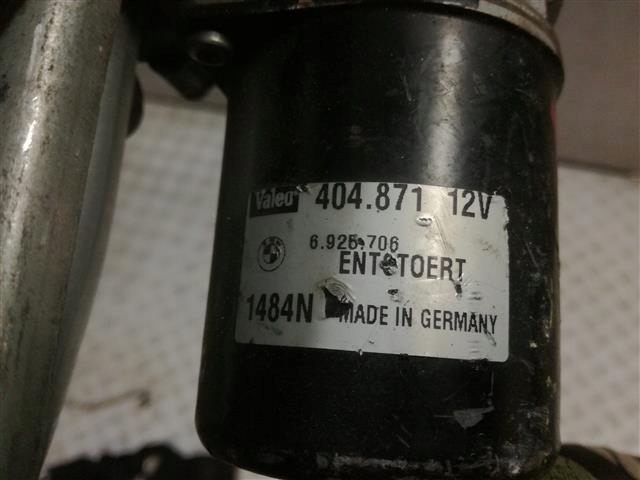 Valeo 404.871 12V
6.925.706
ENTSTOERT
1484N MADE IN GERMANY